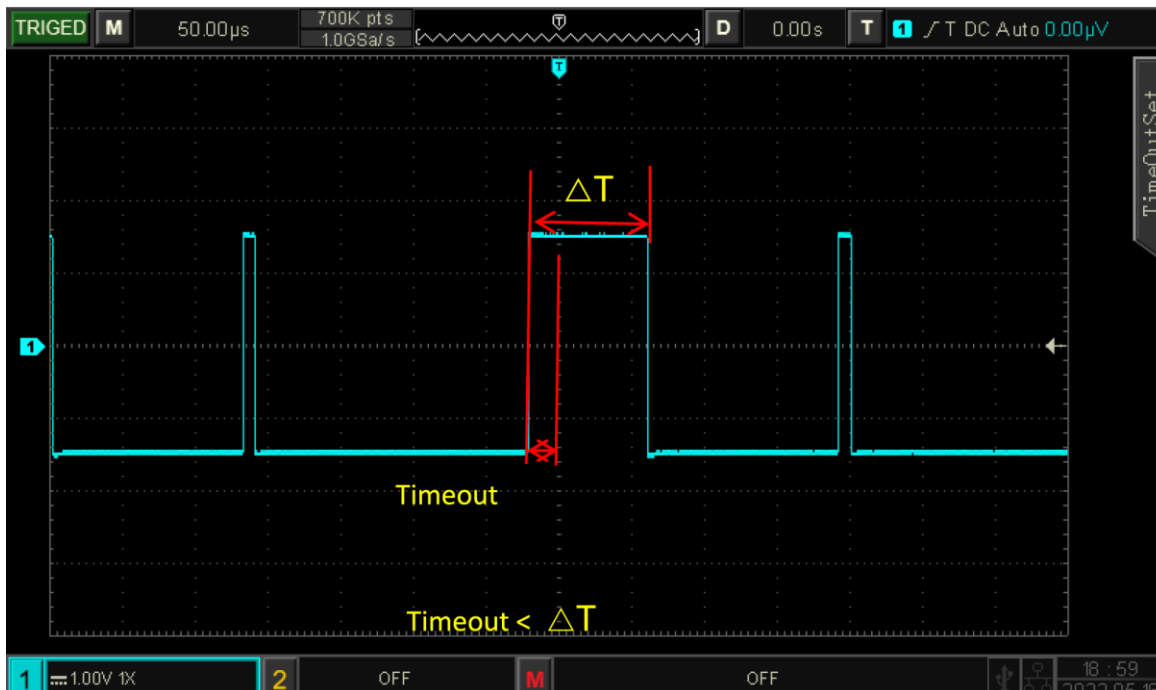 TRIGED M 50.00μs 700K pts D 0.00s T 1 T DC Auto 0.00μV
1.0GSa/s
T
T
TimeOutSet
△T
1
Timeout
Timeout < △T
1 1.00V 1X 2 OFF M OFF 18:59